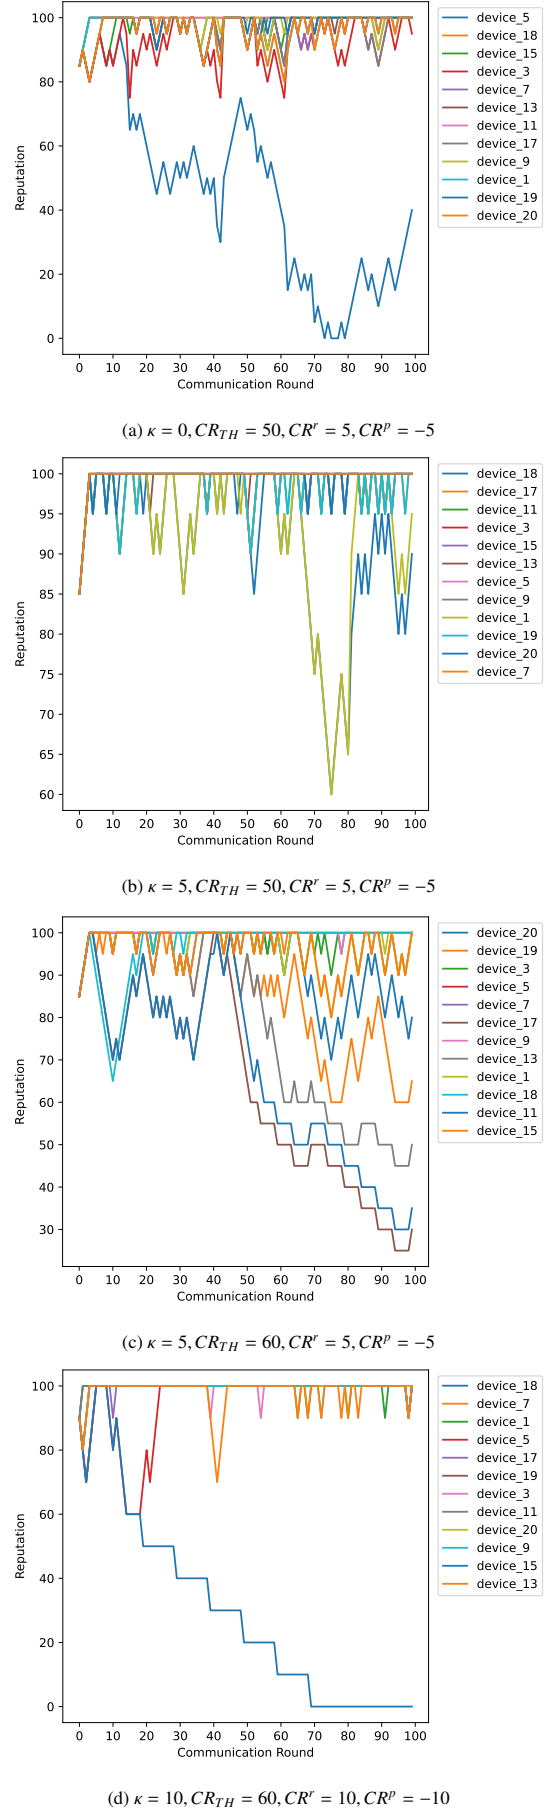 100
80
60
40
20
0
Reputation
0 10 20 30 40 50 60 70 80 90 100
Communication Round
device_5
device_18
device_15
device_3
device_7
device_13
device_11
device_17
device_9
device_1
device_19
device_20
(a) κ = 0, CR_TH = 50, CR^r = 5, CR^p = −5
100
95
90
85
80
75
70
65
60
Reputation
0 10 20 30 40 50 60 70 80 90 100
Communication Round
device_18
device_17
device_11
device_3
device_15
device_13
device_5
device_9
device_1
device_19
device_20
device_7
(b) κ = 5, CR_TH = 50, CR^r = 5, CR^p = −5
100
90
80
70
60
50
40
30
Reputation
0 10 20 30 40 50 60 70 80 90 100
Communication Round
device_20
device_19
device_3
device_5
device_7
device_17
device_9
device_13
device_1
device_18
device_11
device_15
(c) κ = 5, CR_TH = 60, CR^r = 5, CR^p = −5
100
80
60
40
20
0
Reputation
0 10 20 30 40 50 60 70 80 90 100
Communication Round
device_18
device_7
device_1
device_5
device_17
device_19
device_3
device_11
device_20
device_9
device_15
device_13
(d) κ = 10, CR_TH = 60, CR^r = 10, CR^p = −10